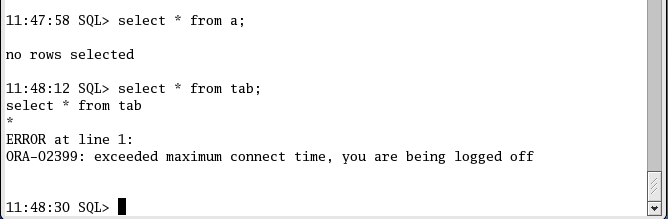 11:47:58 SQL> select * from a;
no rows selected
11:48:12 SQL> select * from tab;
select * from tab
*
ERROR at line 1:
ORA-02399: exceeded maximum connect time, you are being logged off
11:48:30 SQL>